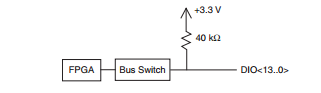 +3.3 V
40 kΩ
FPGA
Bus Switch
DIO<13..0>